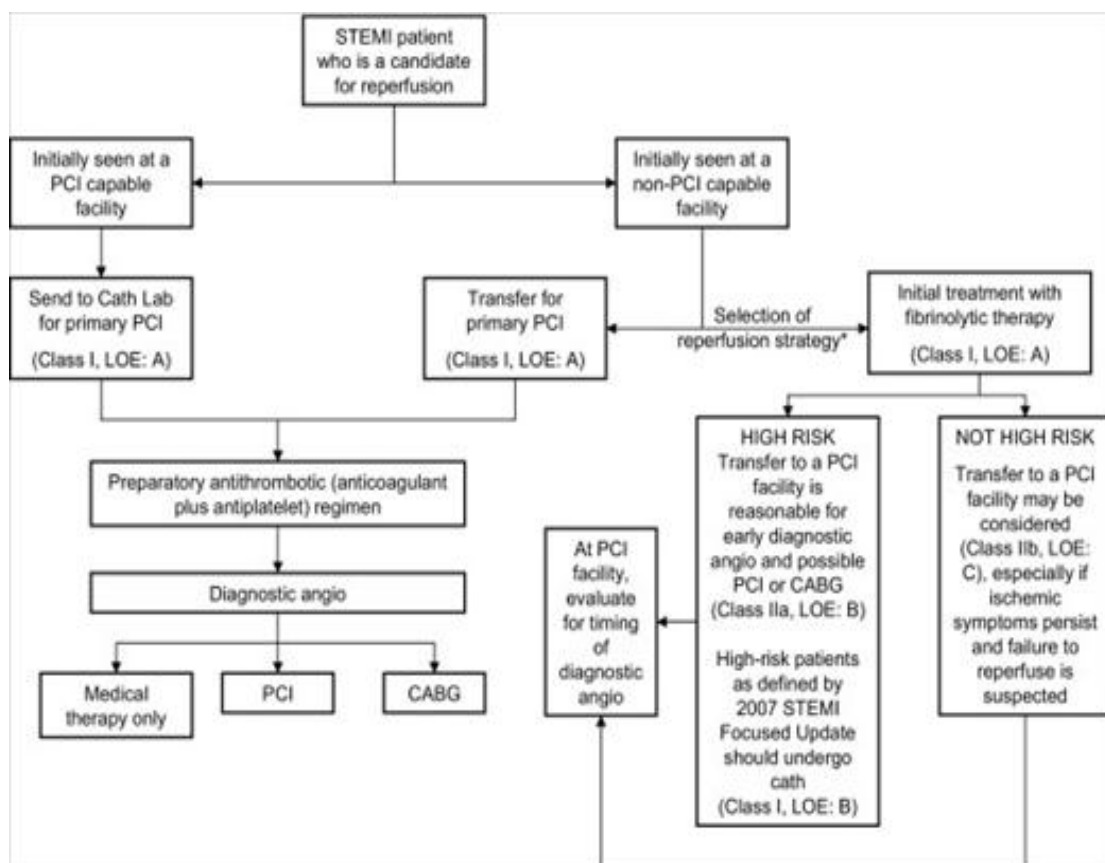 STEMI patient
who is a candidate
for reperfusion
Initially seen at a
PCI capable
facility
Initially seen at a
non-PCI capable
facility
Send to Cath Lab
for primary PCI
(Class I, LOE: A)
Transfer for
primary PCI
(Class I, LOE: A)
Selection of
reperfusion strategy*
Initial treatment with
fibrinolytic therapy
(Class I, LOE: A)
Preparatory antithrombotic (anticoagulant
plus antiplatelet) regimen
Diagnostic angio
Medical
therapy only
PCI
CABG
At PCI
facility,
evaluate
for timing
of
diagnostic
angio
HIGH RISK
Transfer to a PCI
facility is
reasonable for
early diagnostic
angio and possible
PCI or CABG
(Class IIa, LOE: B)
High-risk patients
as defined by
2007 STEMI
Focused Update
should undergo
cath
(Class I, LOE: B)
NOT HIGH RISK
Transfer to a PCI
facility may be
considered
(Class IIb, LOE:
C), especially if
ischemic
symptoms persist
and failure to
reperfuse is
suspected